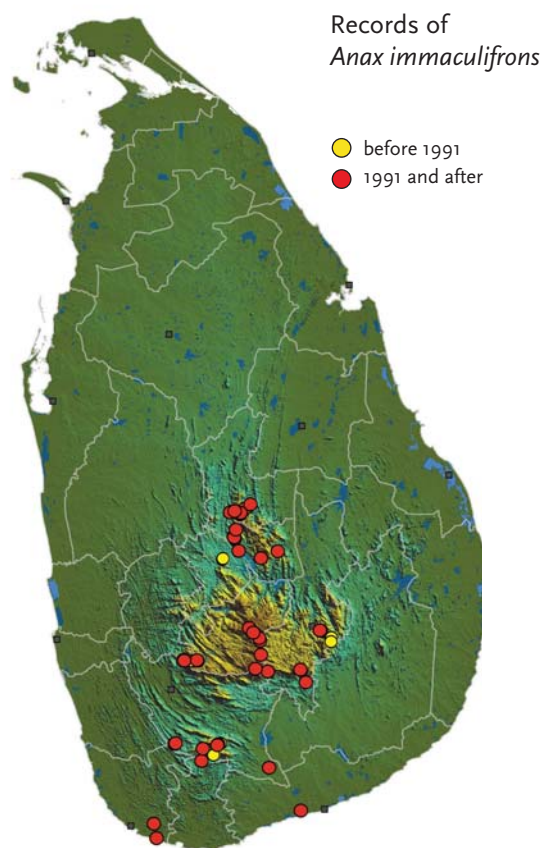 Records of
Anax immaculifrons
before 1991
1991 and after